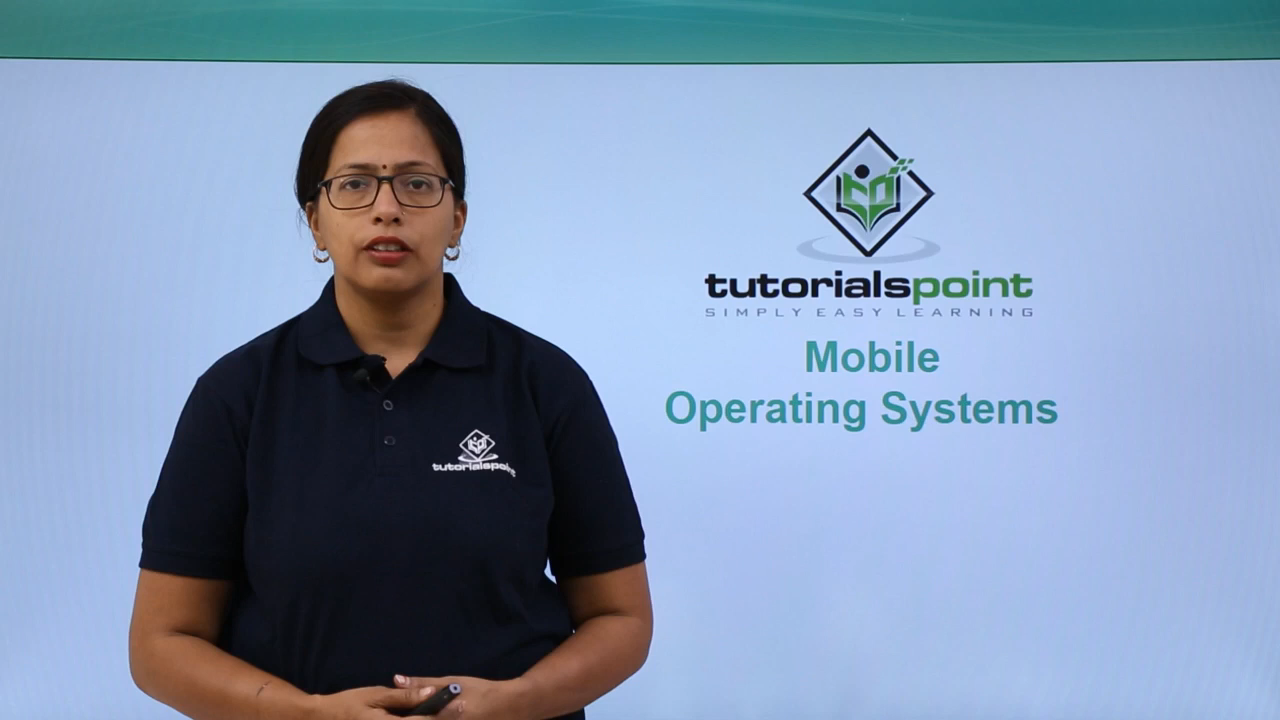 tutorialspoint
SIMPLY EASY LEARNING
Mobile
Operating Systems
tutorialspoint